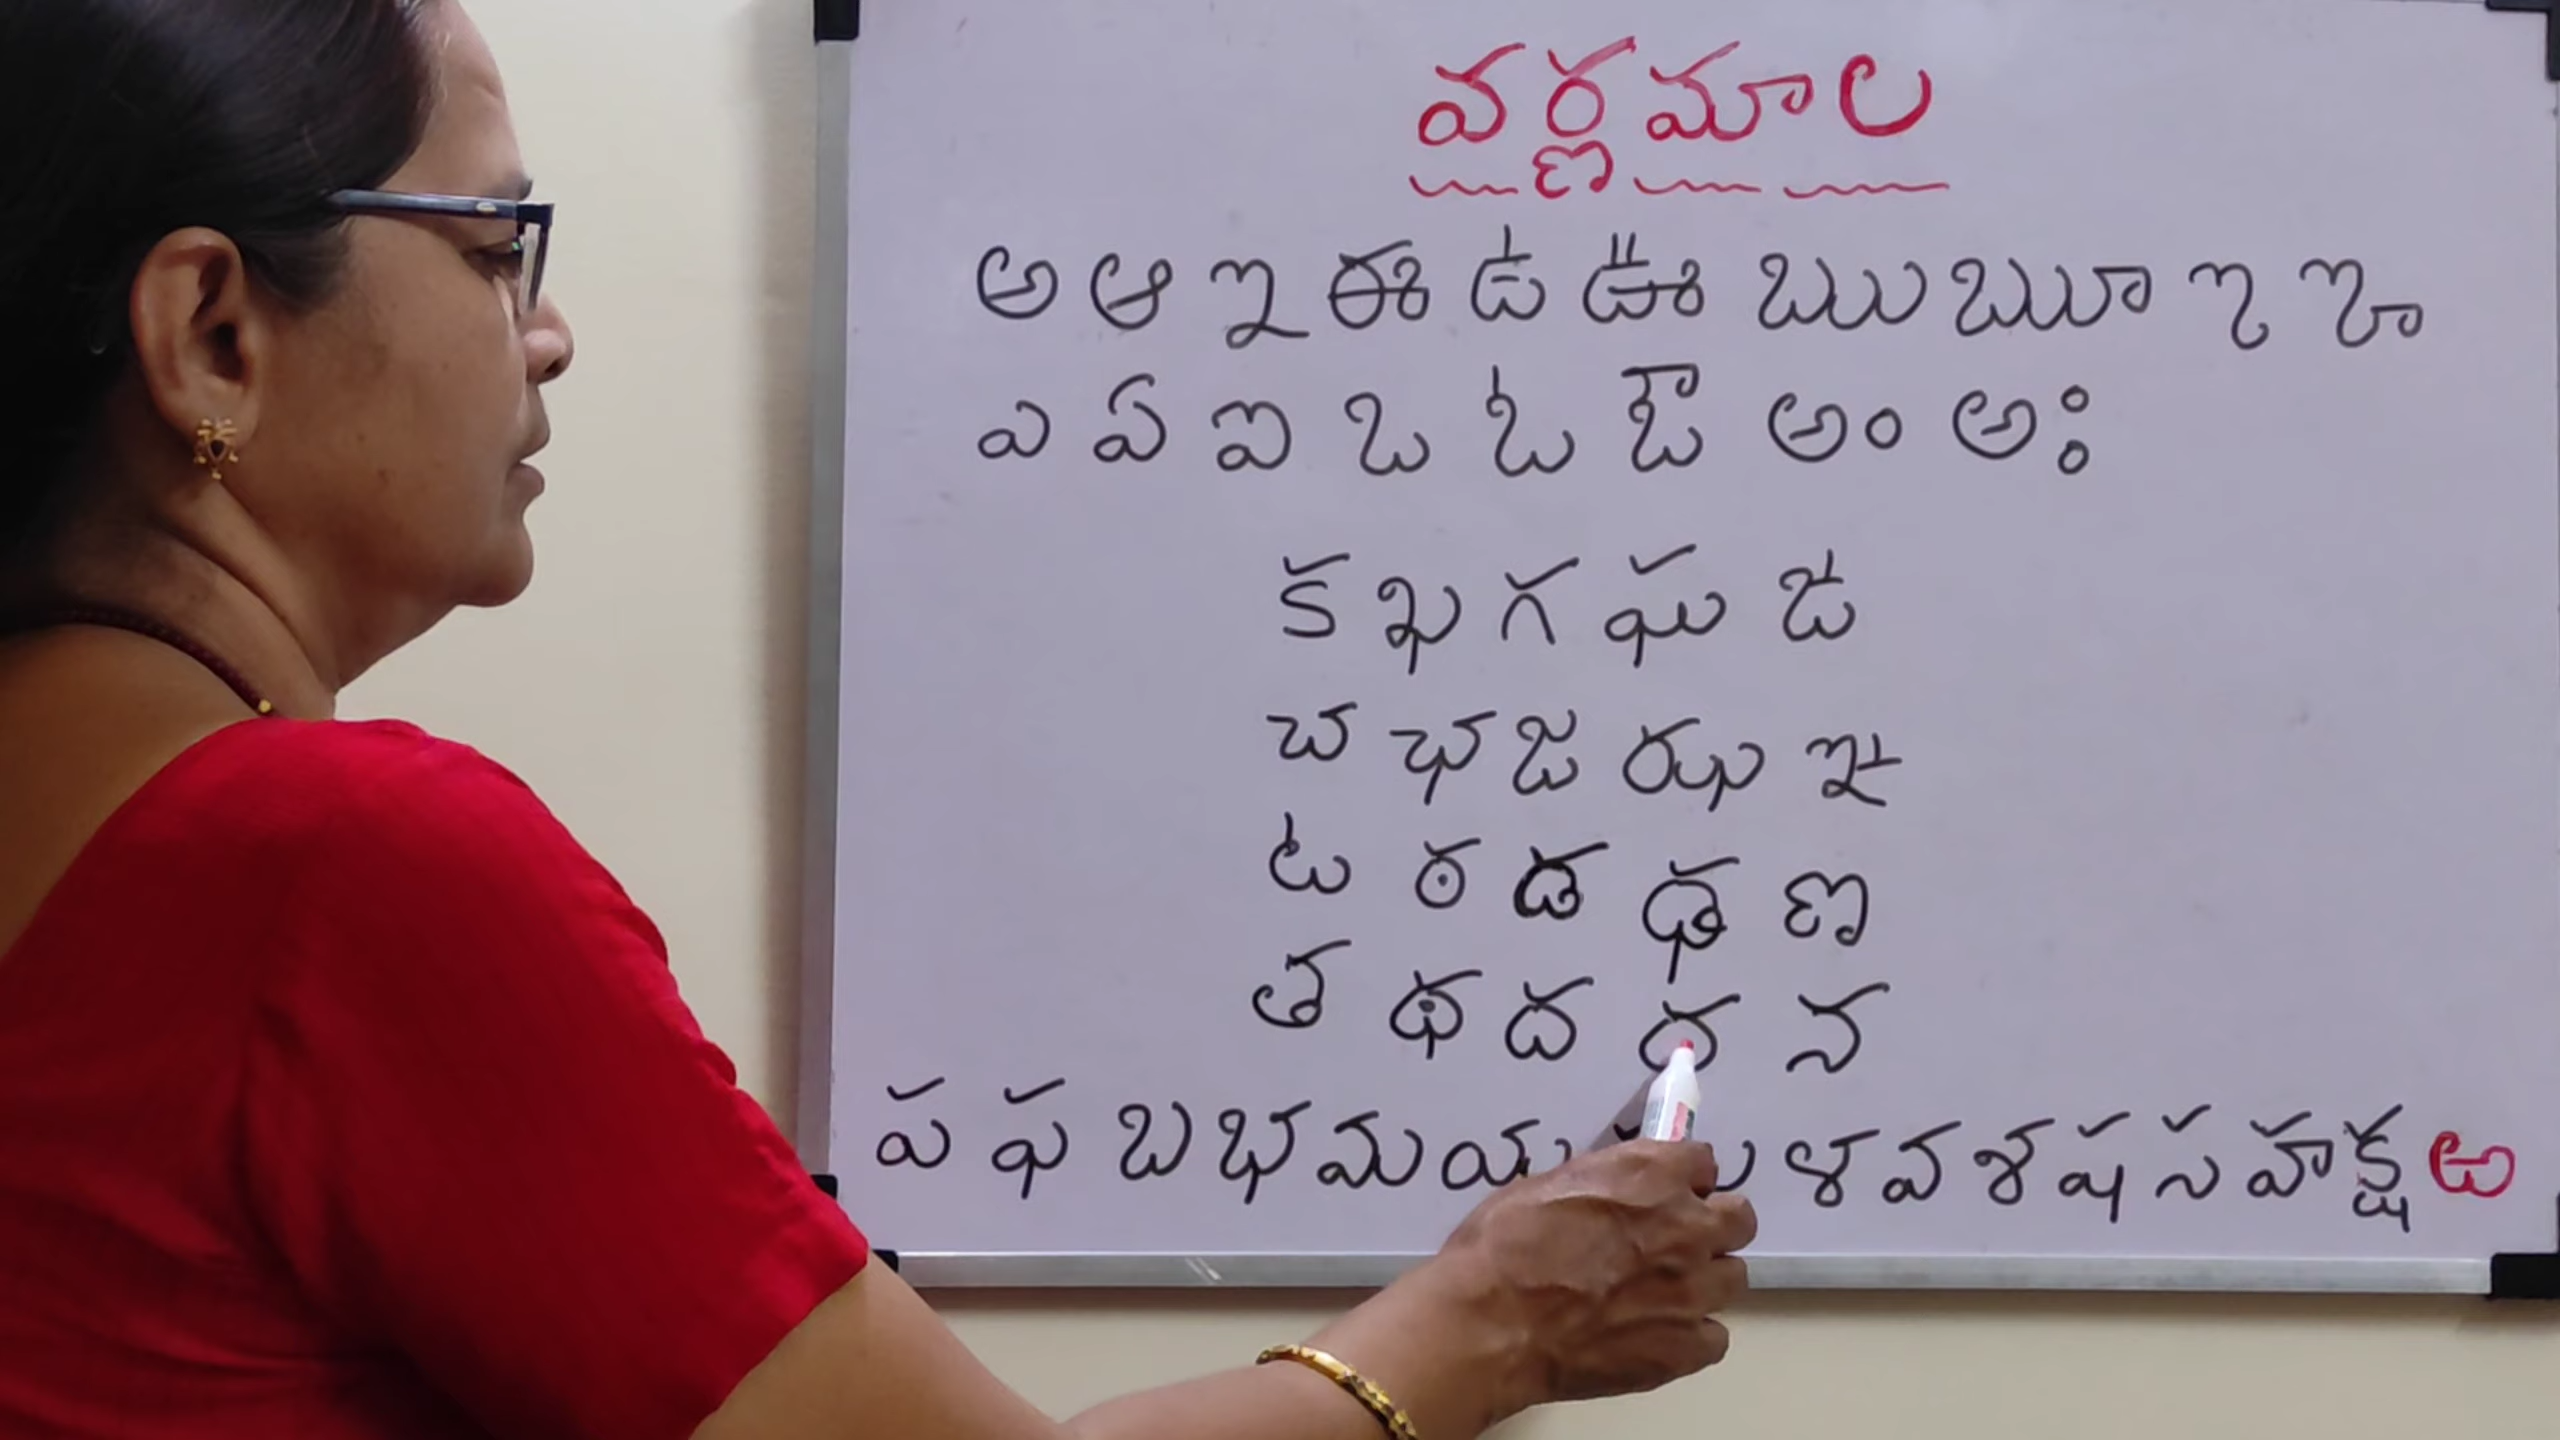 వర్ణమాల
అ ఆ ఇ ఈ ఉ ఊ ఋ ౠ ఌ ౡ
ఎ ఏ ఐ ఒ ఓ ఔ అం అః
క ఖ గ ఘ ఙ
చ ఛ జ ఝ ఞ
ట ఠ డ ఢ ణ
త థ ద ధ న
ప ఫ బ భ మ య ళ వ శ ష స హ క్ష ఱ